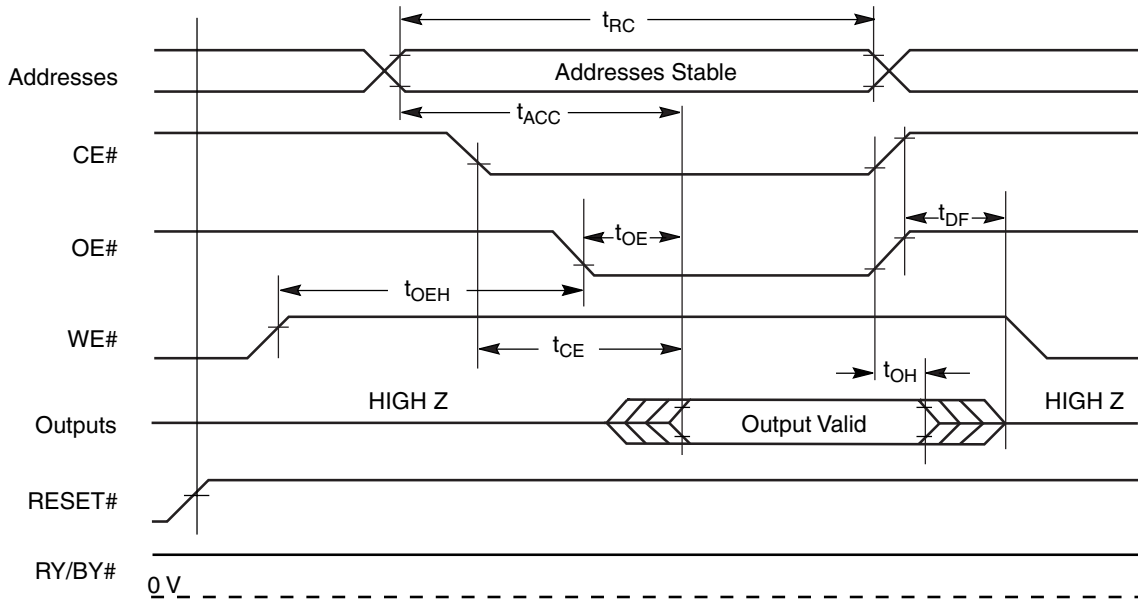 tRC
Addresses
Addresses Stable
tACC
CE#
tDF
OE#
tOE
tOEH
WE#
tCE
tOH
HIGH Z
HIGH Z
Outputs
Output Valid
RESET#
RY/BY#
0 V